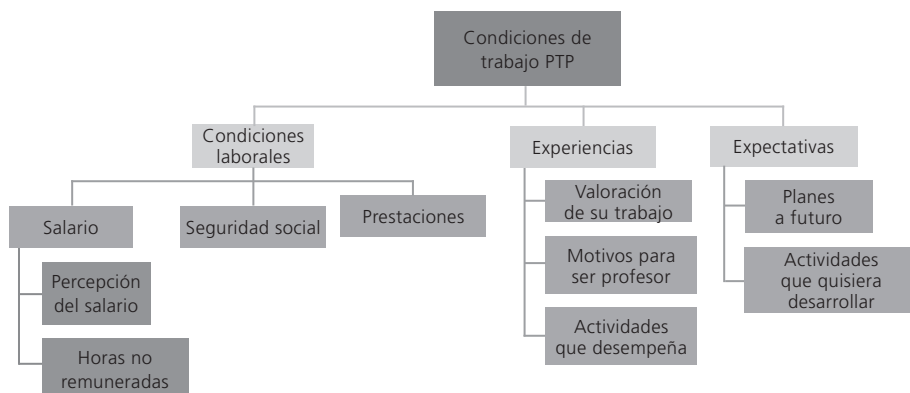 Condiciones de
trabajo PTP
Condiciones
laborales
Experiencias
Expectativas
Salario
Seguridad social
Prestaciones
Percepción
del salario
Horas no
remuneradas
Valoración
de su trabajo
Motivos para
ser profesor
Actividades
que desempeña
Planes
a futuro
Actividades
que quisiera
desarrollar